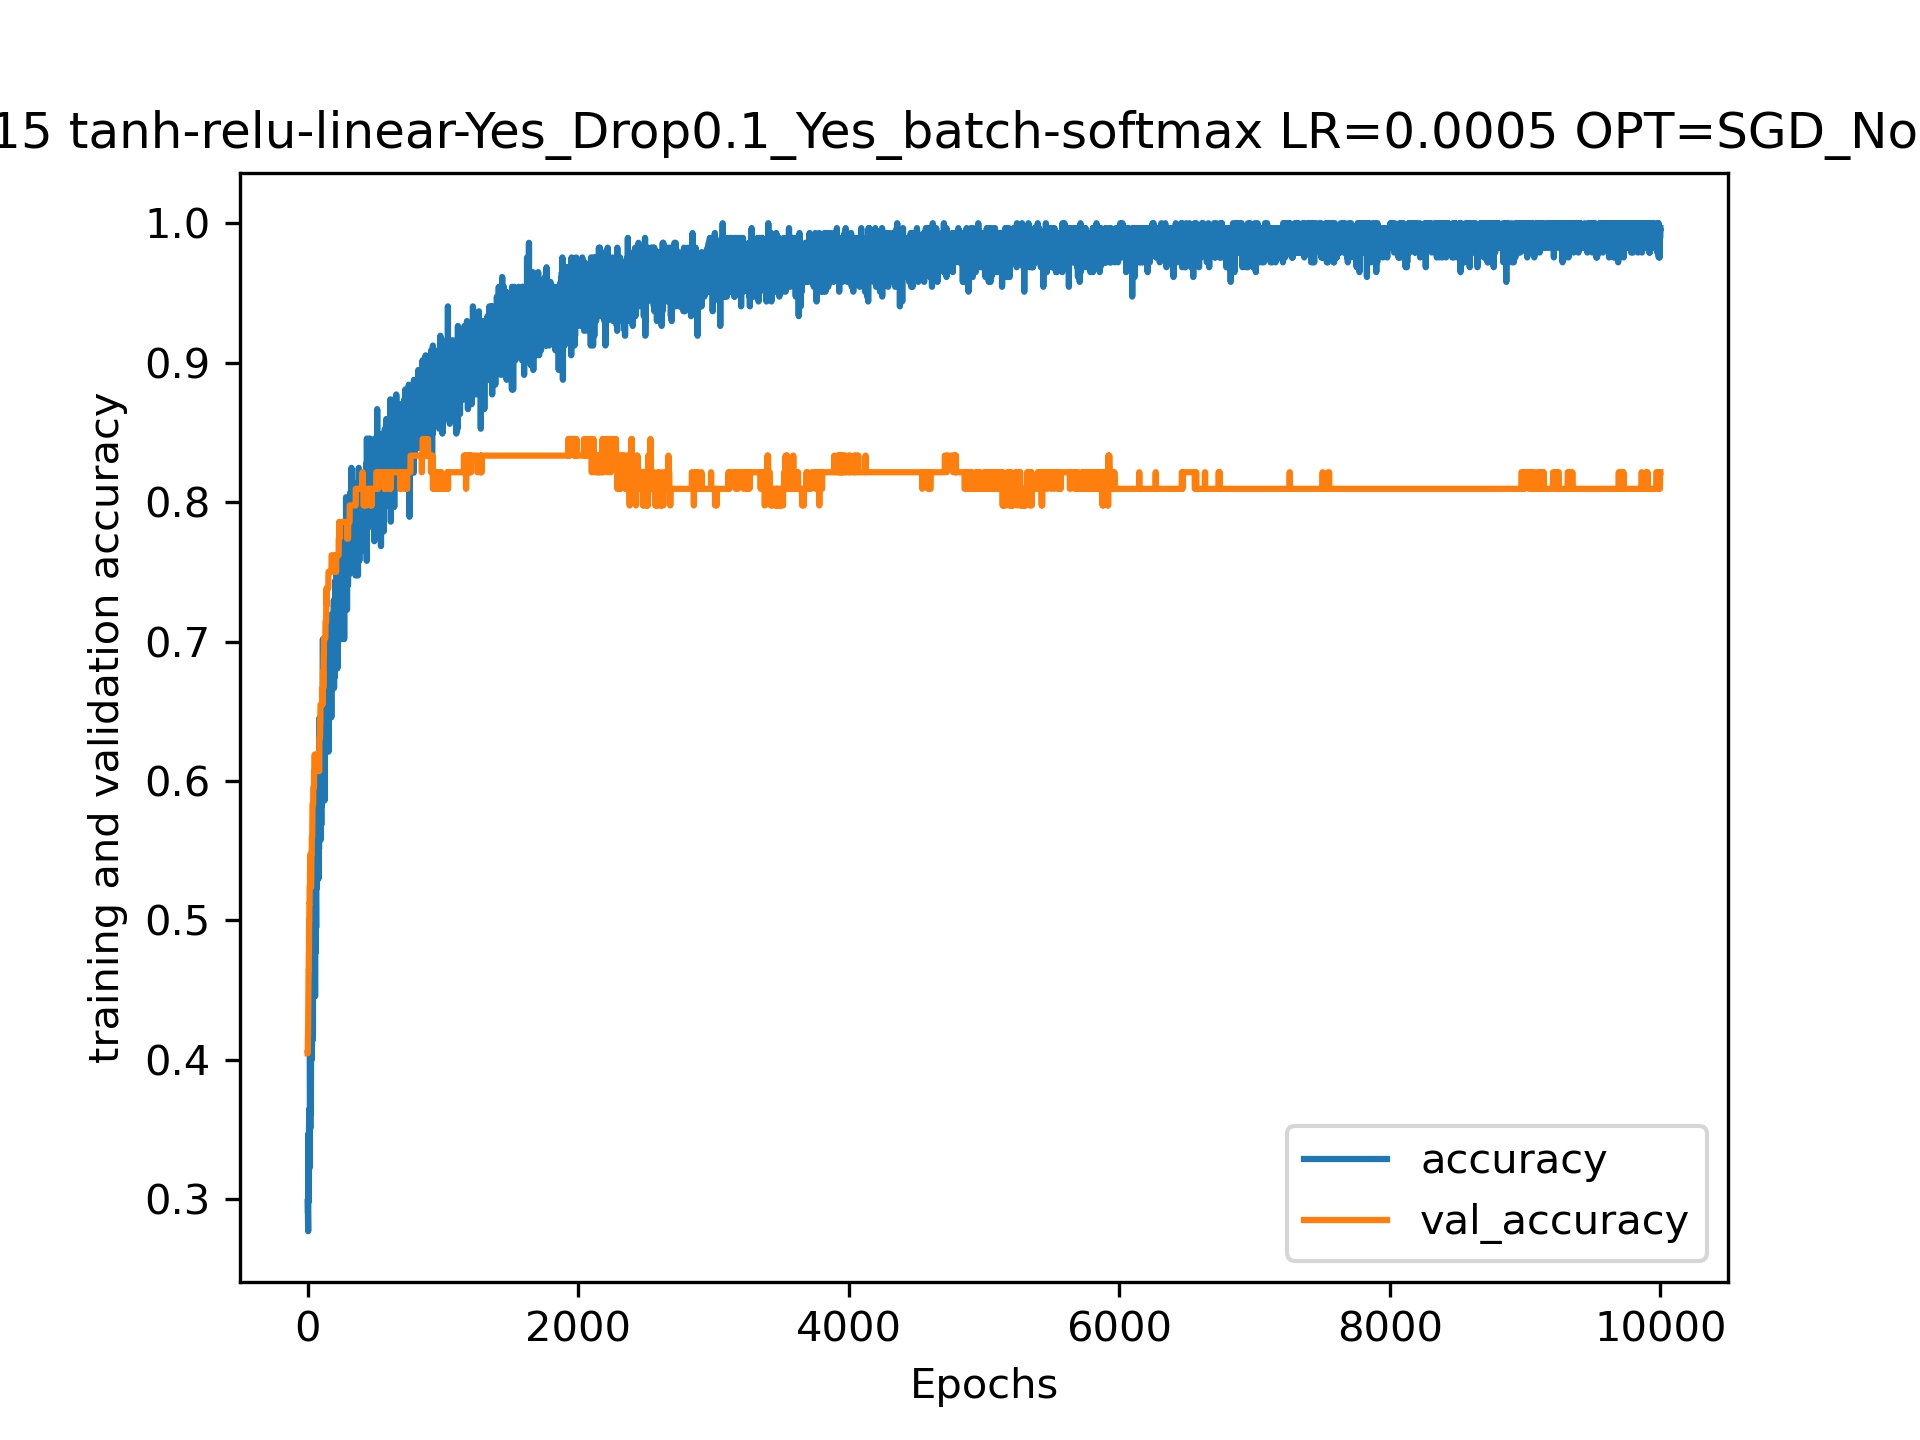 15 tanh-relu-linear-Yes_Drop0.1_Yes_batch-softmax LR=0.0005 OPT=SGD_No
training and validation accuracy
1.0
0.9
0.8
0.7
0.6
0.5
0.4
0.3
accuracy
val_accuracy
0 2000 4000 6000 8000 10000
Epochs